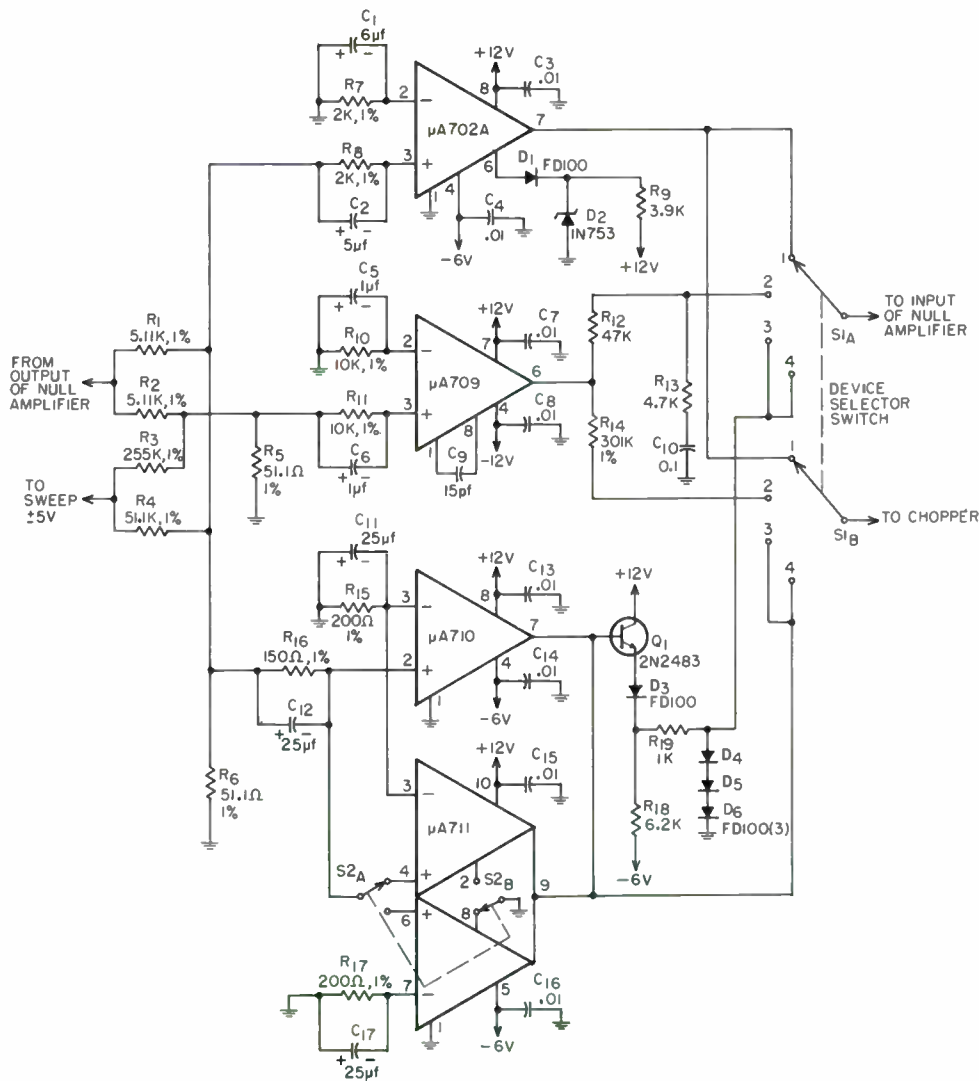 C1
6µf
+ −
R7
2K, 1%
2
−
µA702A
3
+
R8
2K, 1%
C2
+ −
5µf
1
4
−6V
C4
.01
+12V
8
C3
.01
7
6
D1 FD100
D2
1N753
R9
3.9K
+12V
C5
1µf
+ −
R10
10K, 1%
2
−
µA709
3
+
R11
10K, 1%
C6
+ −
1µf
1
8
C9
15pf
+12V
7
C7
.01
6
4
C8
.01
−12V
R12
47K
R14
301K
1%
R13
4.7K
C10
0.1
R1
5.11K, 1%
FROM
OUTPUT
OF NULL
AMPLIFIER
R2
5.11K, 1%
R3
255K, 1%
TO
SWEEP
±5V
R4
51.1K, 1%
R5
51.1Ω
1%
1
2
3
4
S1A
TO INPUT
OF NULL
AMPLIFIER
DEVICE
SELECTOR
SWITCH
1
2
3
4
S1B
TO CHOPPER
C11
25µf
+ −
R15
200Ω
1%
3
−
µA710
2
+
1
R16
150Ω, 1%
C12
+ −
25µf
+12V
8
C13
.01
7
4
C14
.01
−6V
+12V
Q1
2N2483
D3
FD100
R19
1K
R18
6.2K
−6V
D4
D5
D6
FD100(3)
R6
51.1Ω
1%
+12V
10
C15
.01
3
−
µA711
S2A
4
+
2
S2B
6
+
8
9
R17
200Ω, 1%
7
−
C17
+ −
25µf
1
5
C16
.01
−6V